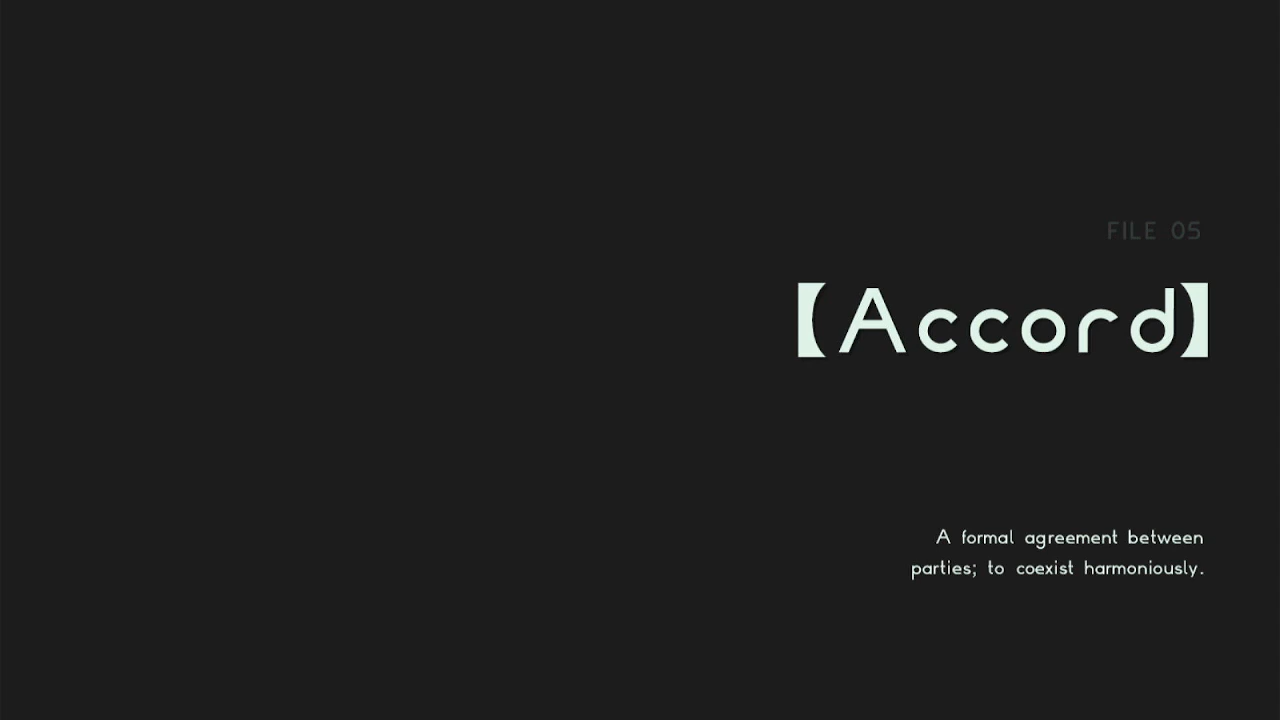 FILE 05
【Accord】
A formal agreement between
parties; to coexist harmoniously.